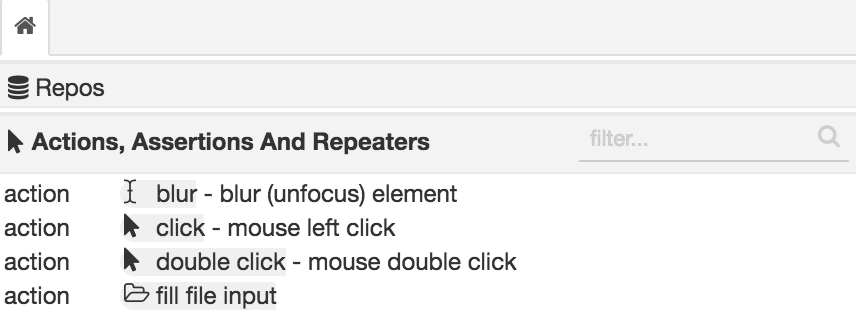 Repos
Actions, Assertions And Repeaters
filter...
action blur - blur (unfocus) element
action click - mouse left click
action double click - mouse double click
action fill file input